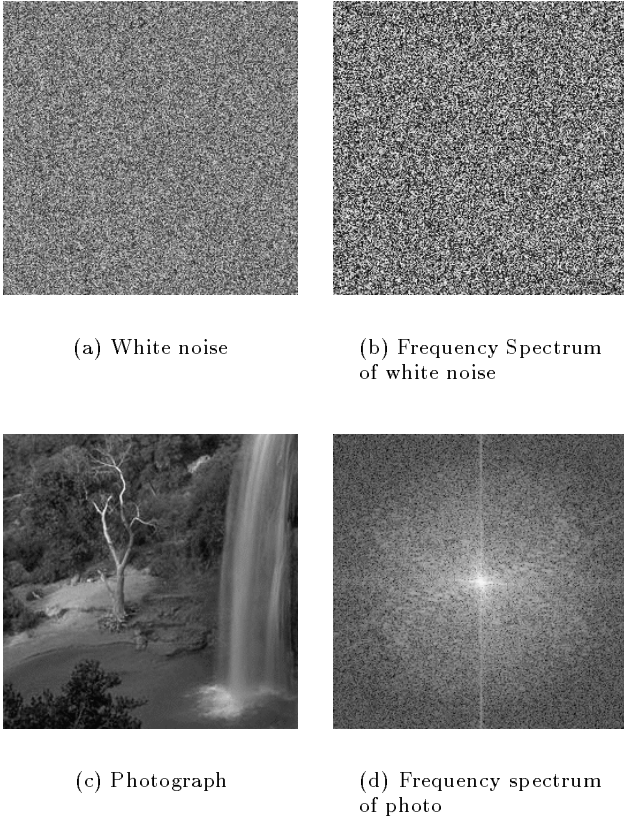 (a) White noise
(b) Frequency Spectrum
of white noise
(c) Photograph
(d) Frequency spectrum
of photo